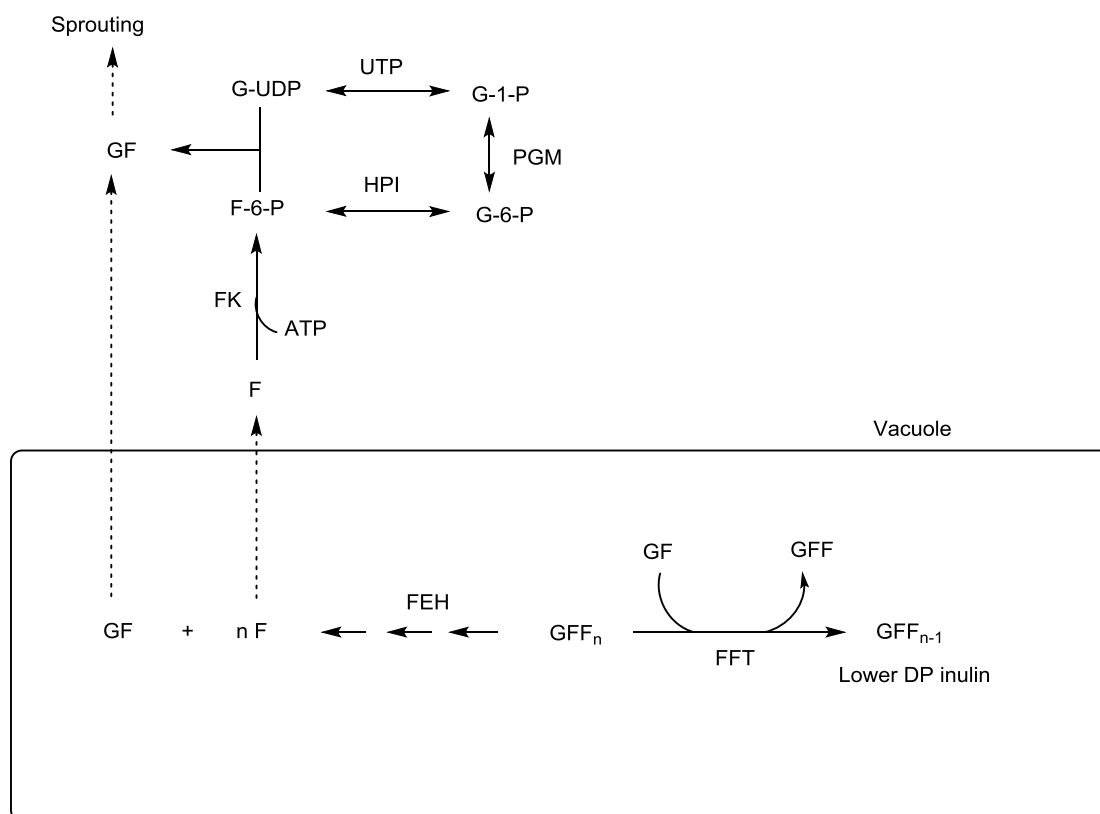 Sprouting
UTP
G-UDP
G-1-P
GF
PGM
HPI
F-6-P
G-6-P
FK
ATP
F
Vacuole
GF
GFF
FEH
GF + n F
GFFn
GFFn-1
FFT
Lower DP inulin